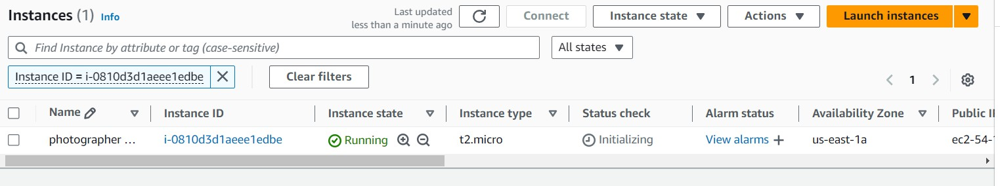 Instances (1) Info
Last updated
less than a minute ago
Connect
Instance state
Actions
Launch instances
Find Instance by attribute or tag (case-sensitive)
All states
Instance ID = i-0810d3d1aeee1edbe
Clear filters
1
Name Instance ID Instance state Instance type Status check Alarm status Availability Zone Public
photographer ... i-0810d3d1aeee1edbe Running t2.micro Initializing View alarms + us-east-1a ec2-54-